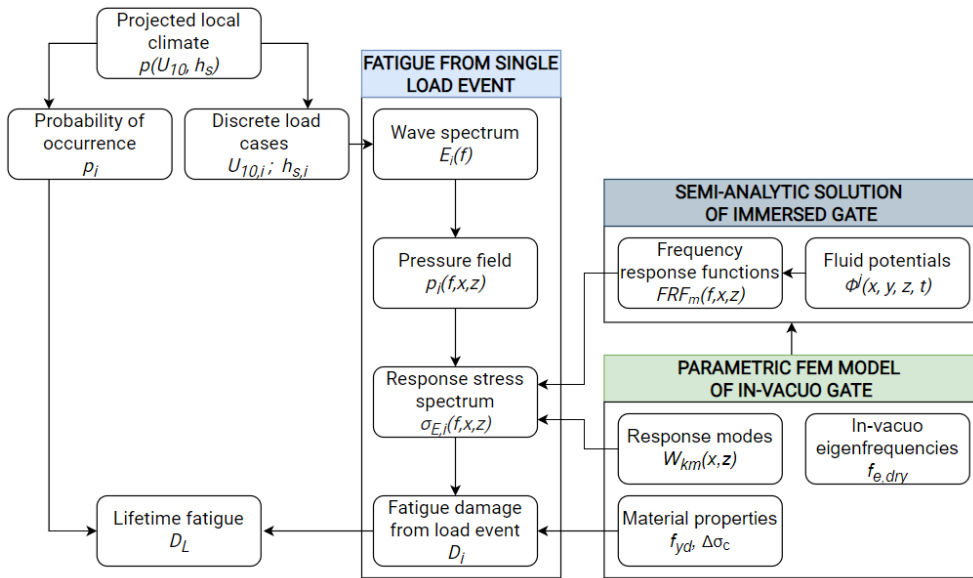 Projected local
climate
p(U10, hs)
Probability of
occurrence
pi
Discrete load
cases
U10,i ; hs,i
FATIGUE FROM SINGLE
LOAD EVENT
Wave spectrum
Ei(f)
Pressure field
pi(f,x,z)
Response stress
spectrum
σE,i(f,x,z)
Fatigue damage
from load event
Di
Lifetime fatigue
DL
SEMI-ANALYTIC SOLUTION
OF IMMERSED GATE
Frequency
response functions
FRFm(f,x,z)
Fluid potentials
Φj(x, y, z, t)
PARAMETRIC FEM MODEL
OF IN-VACUO GATE
Response modes
Wkm(x,z)
In-vacuo
eigenfrequencies
fe,dry
Material properties
fyd, Δσc